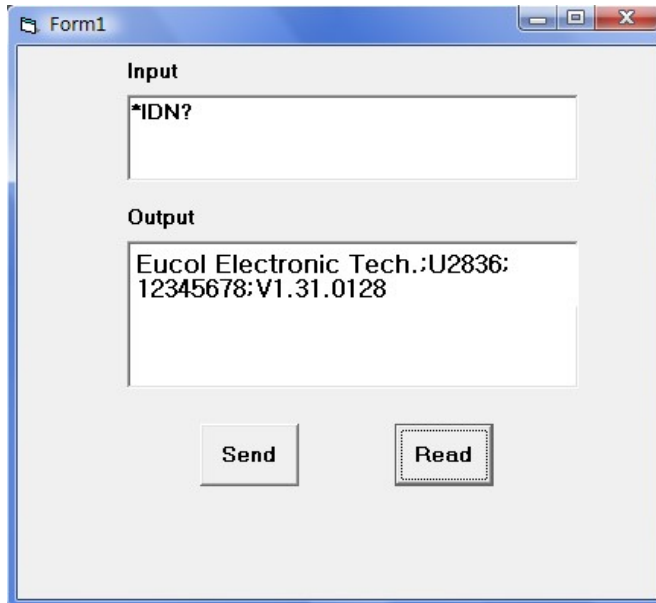 Form1
Input
*IDN?
Output
Eucol Electronic Tech.;U2836;
12345678;V1.31.0128
Send Read